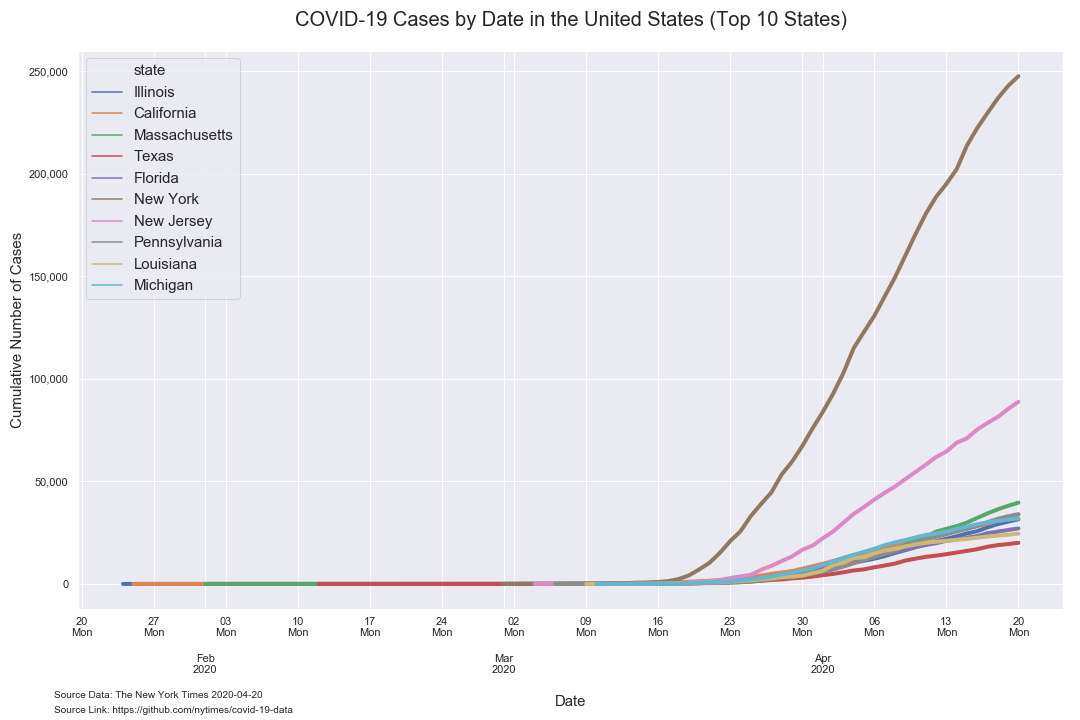 COVID-19 Cases by Date in the United States (Top 10 States)
250,000
200,000
150,000
100,000
50,000
0
Cumulative Number of Cases
state
Illinois
California
Massachusetts
Texas
Florida
New York
New Jersey
Pennsylvania
Louisiana
Michigan
20 27 03 10 17 24 02 09 16 23 30 06 13 20
Mon Mon Mon Mon Mon Mon Mon Mon Mon Mon Mon Mon Mon Mon
Feb Mar Apr
2020 2020 2020
Date
Source Data: The New York Times 2020-04-20
Source Link: https://github.com/nytimes/covid-19-data